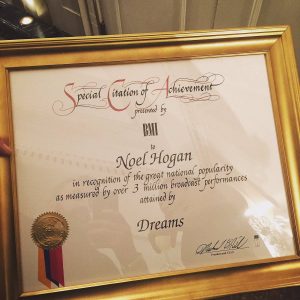 Special Citation of Achievement
presented by
BMI
to
Noel Hogan
in recognition of the great national popularity
as measured by over 3 million broadcast performances
attained by
Dreams